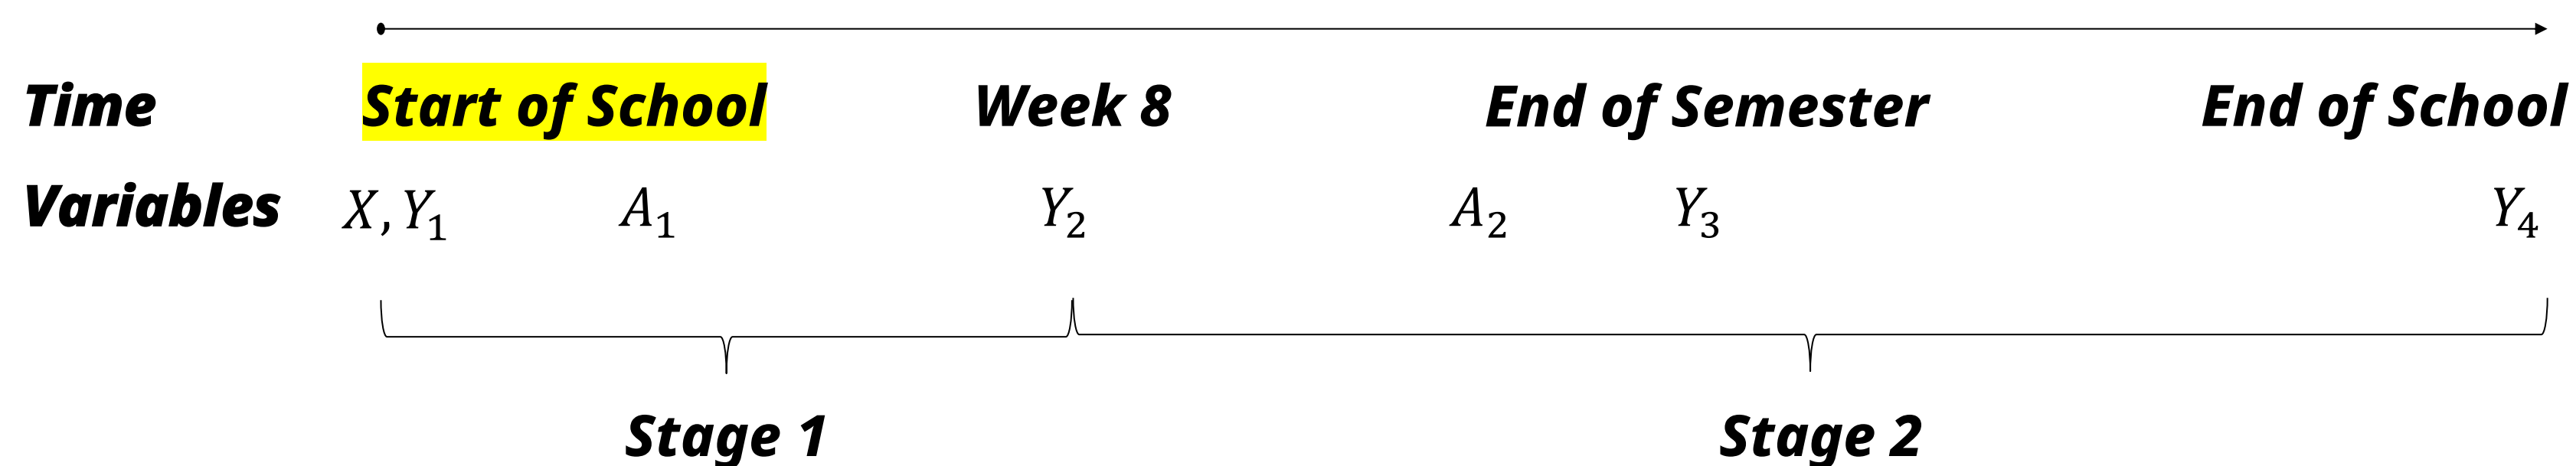 Time Start of School Week 8 End of Semester End of School
Variables X, Y₁ A₁ Y₂ A₂ Y₃ Y₄
Stage 1 Stage 2